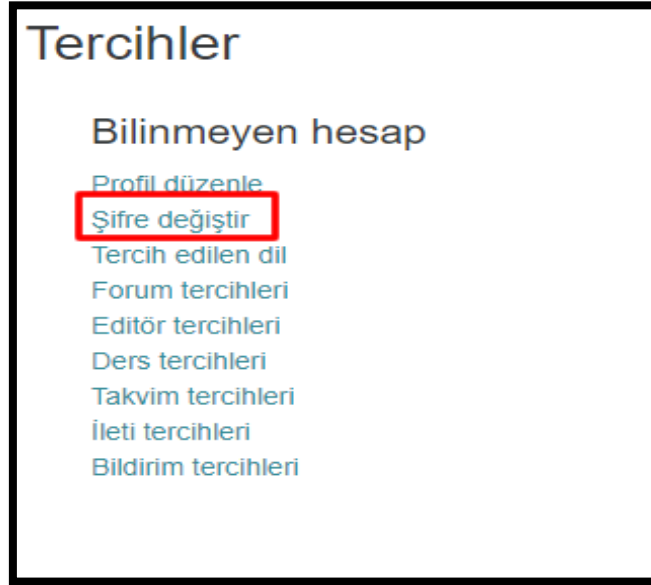 Tercihler
Bilinmeyen hesap
Profil düzenle
Şifre değiştir
Tercih edilen dil
Forum tercihleri
Editör tercihleri
Ders tercihleri
Takvim tercihleri
İleti tercihleri
Bildirim tercihleri